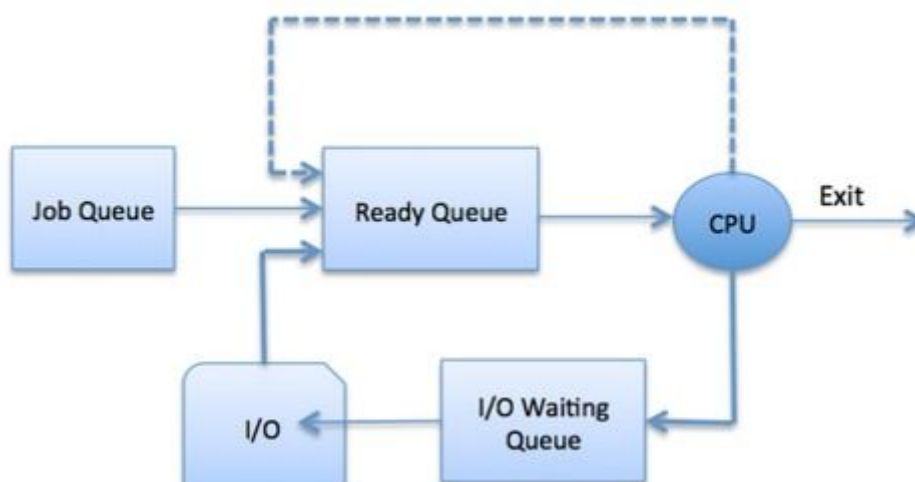 Job Queue
Ready Queue
CPU
Exit
I/O
I/O Waiting
Queue